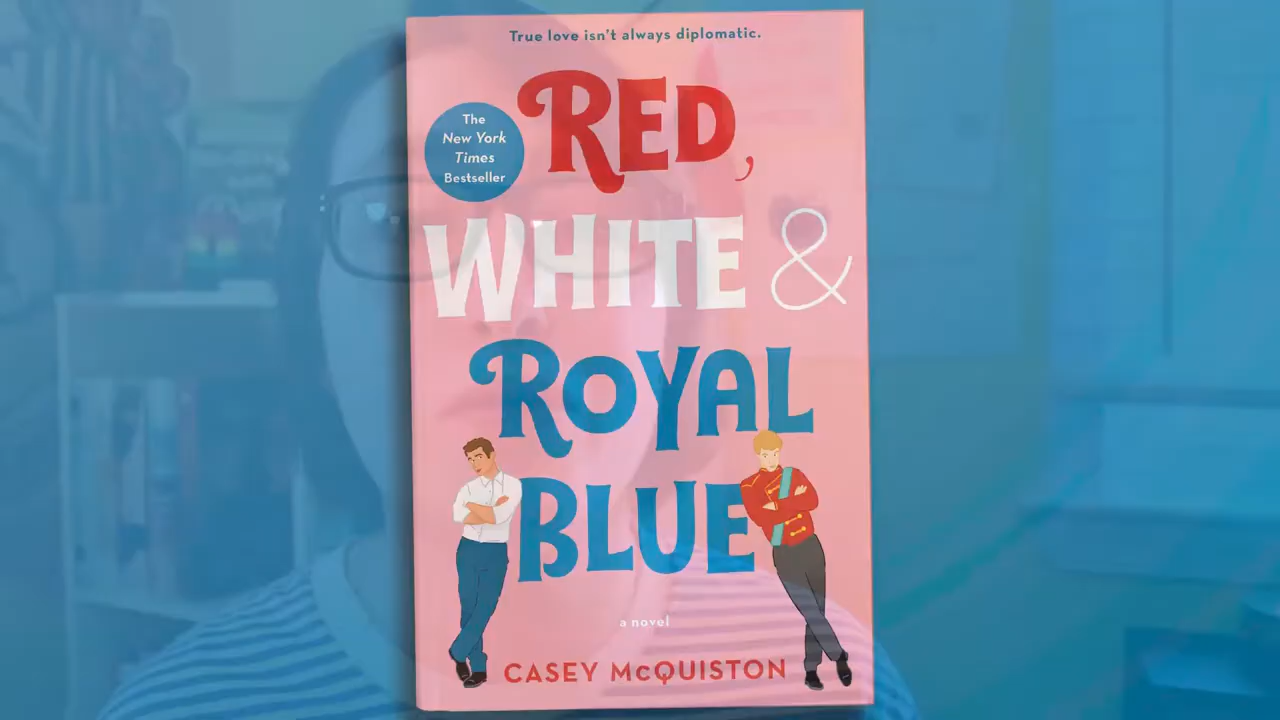 True love isn't always diplomatic.
The
New York
Times
Bestseller
RED,
WHITE &
ROYAL
BLUE
a novel
CASEY McQUISTON